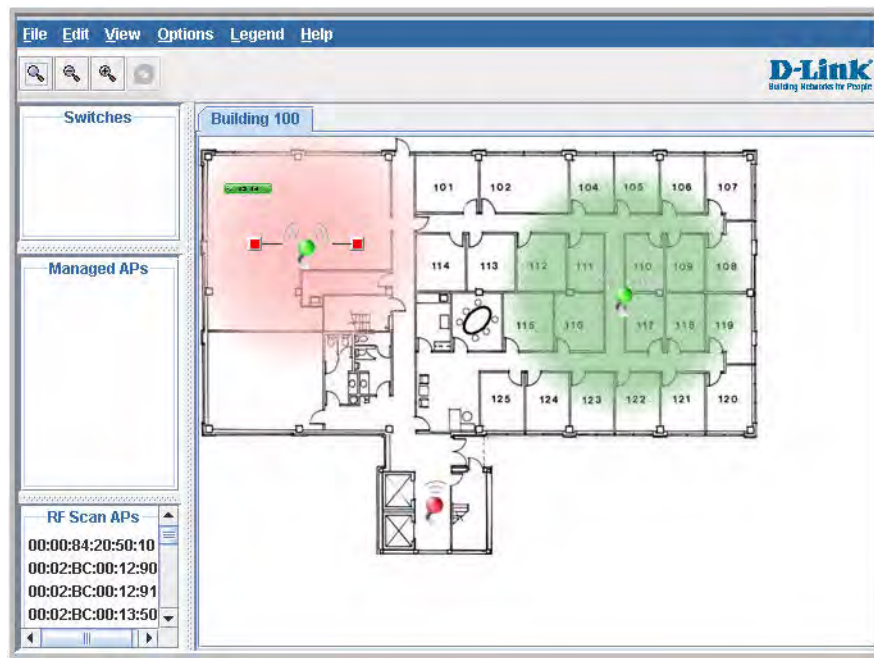 File Edit View Options Legend Help
D-Link
Building Networks for People
Switches
Building 100
Managed APs
RF Scan APs
00:00:84:20:50:10
00:02:BC:00:12:90
00:02:BC:00:12:91
00:02:BC:00:13:50
101 102 104 105 106 107
114 113 112 111 110 109 108
115 116 117 118 119
125 124 123 122 121 120